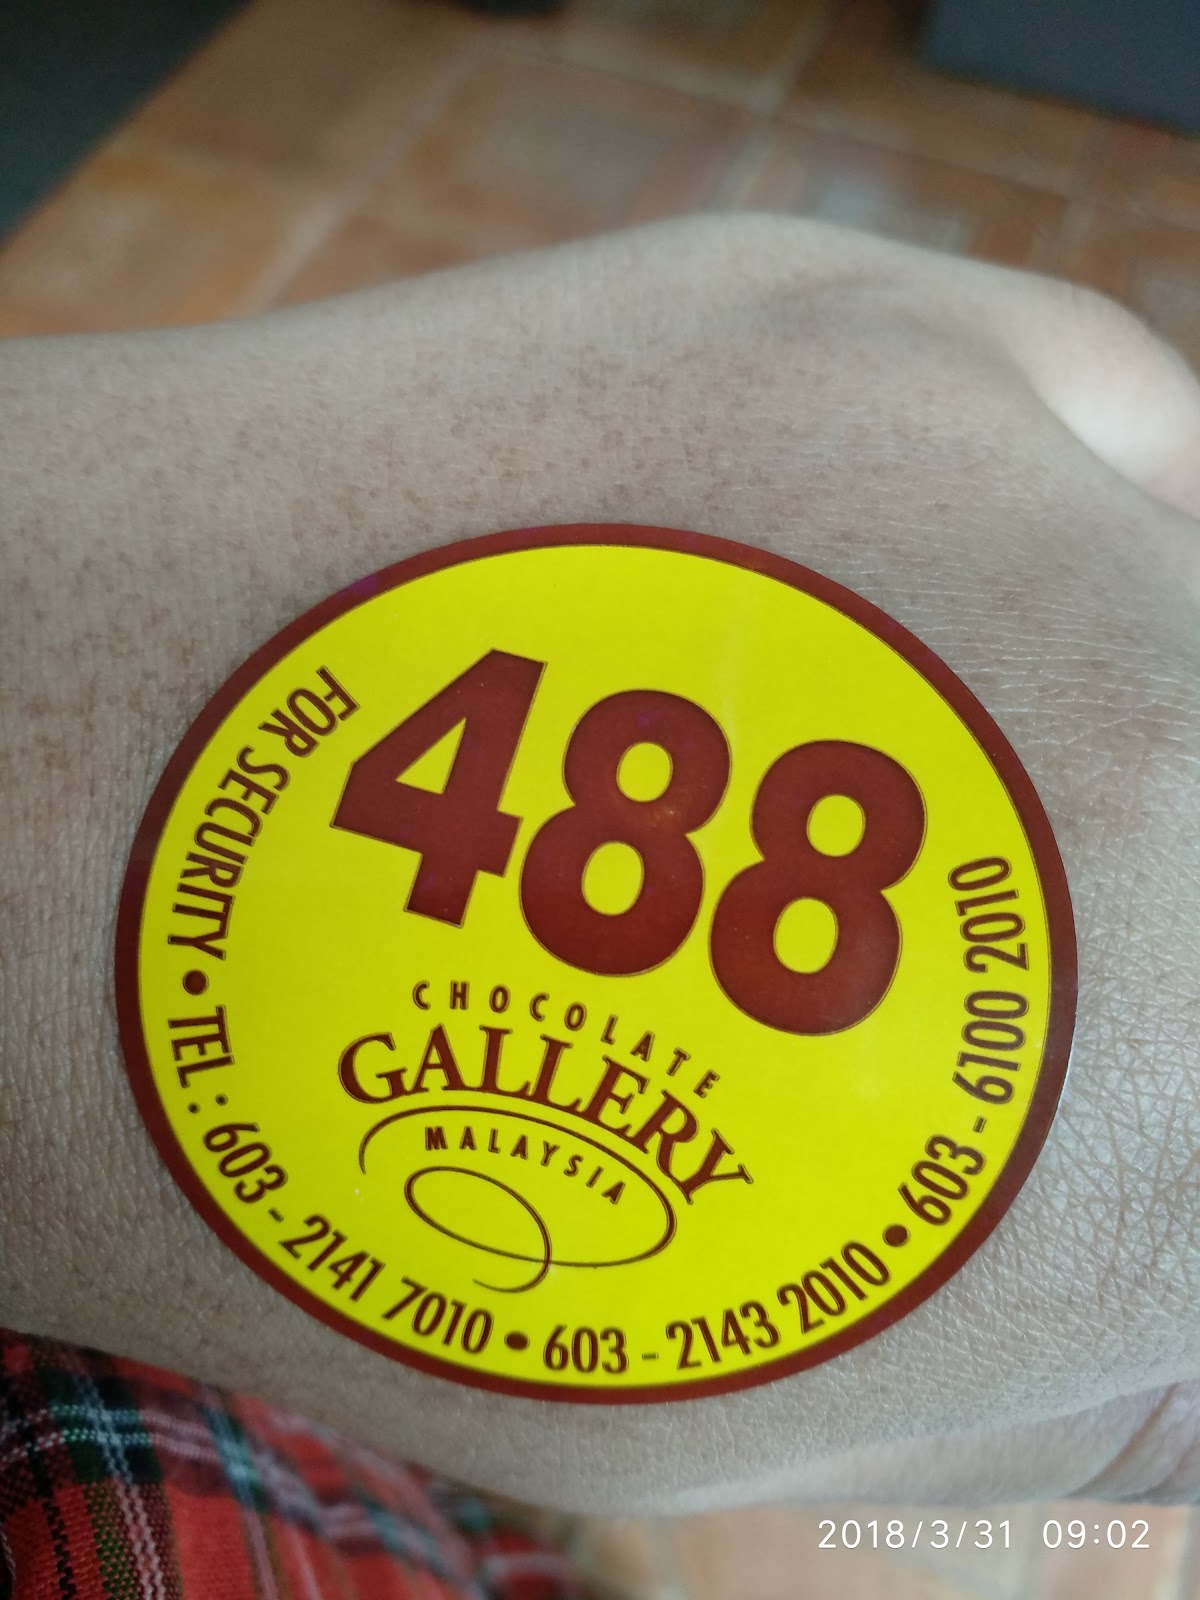 488
CHOCOLATE
GALLERY
MALAYSIA
FOR SECURITY • TEL : 603 - 2141 7010 • 603 - 2143 2010 • 603 - 6100 2010
2018/3/31 09:02